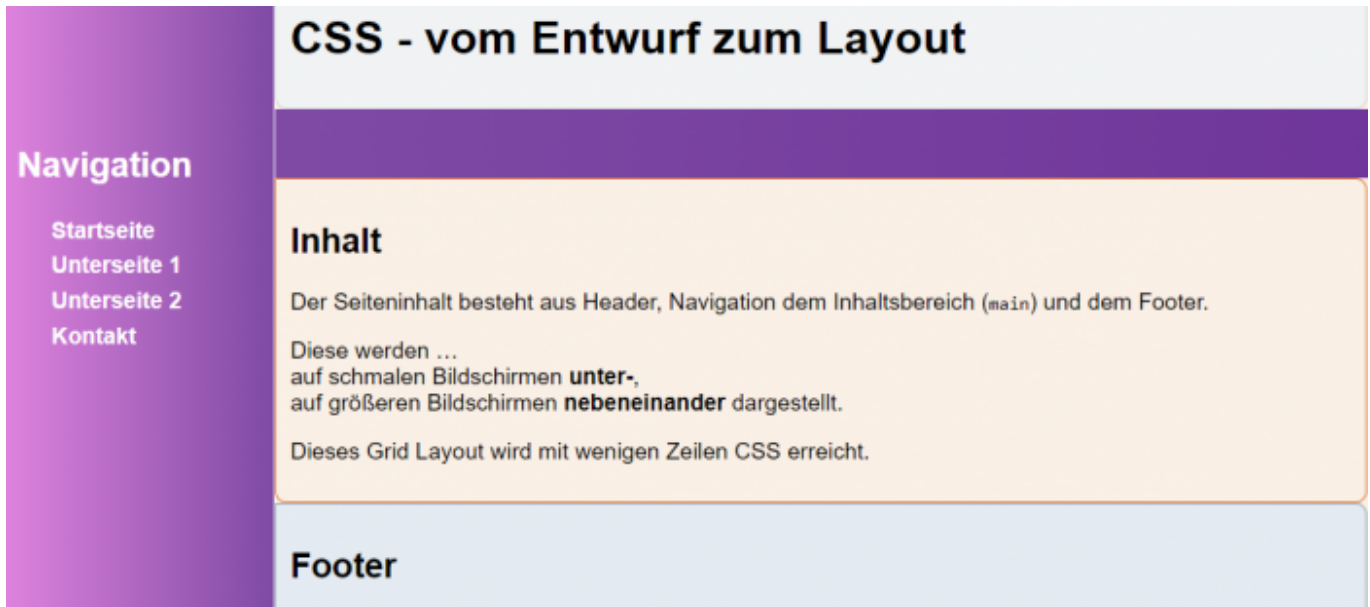 CSS - vom Entwurf zum Layout
Navigation
Startseite
Unterseite 1
Unterseite 2
Kontakt
Inhalt
Der Seiteninhalt besteht aus Header, Navigation dem Inhaltsbereich (main) und dem Footer.
Diese werden …
auf schmalen Bildschirmen unter-,
auf größeren Bildschirmen nebeneinander dargestellt.
Dieses Grid Layout wird mit wenigen Zeilen CSS erreicht.
Footer